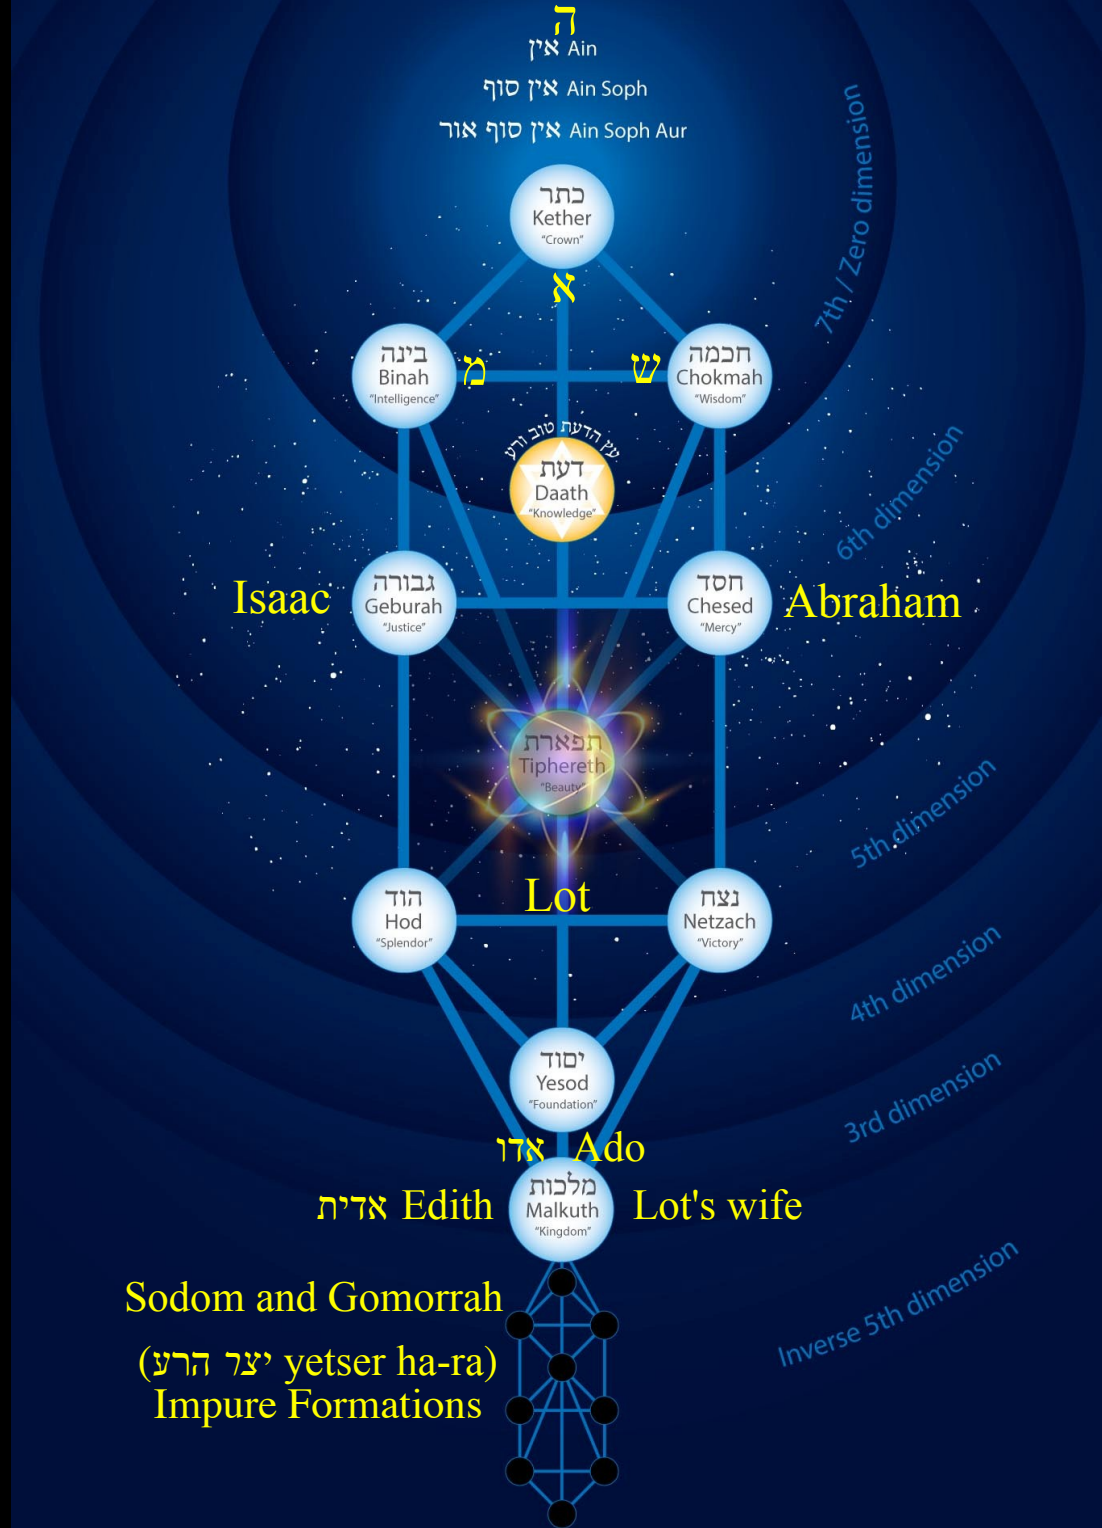 ה
אין Ain
אין סוף Ain Soph
אין סוף אור Ain Soph Aur
7th / Zero dimension
כתר
Kether
"Crown"
א
בינה
Binah
"Intelligence"
מ
ש
חכמה
Chokmah
"Wisdom"
עץ הדעת טוב ורע
דעת
Daath
"Knowledge"
6th dimension
Isaac
גבורה
Geburah
"Justice"
חסד
Chesed
"Mercy"
Abraham
תפארת
Tiphereth
"Beauty"
5th dimension
Lot
הוד
Hod
"Splendor"
נצח
Netzach
"Victory"
4th dimension
יסוד
Yesod
"Foundation"
3rd dimension
אדו Ado
אדית Edith
מלכות
Malkuth
"Kingdom"
Lot's wife
Sodom and Gomorrah
(יצר הרע yetser ha-ra)
Impure Formations
Inverse 5th dimension